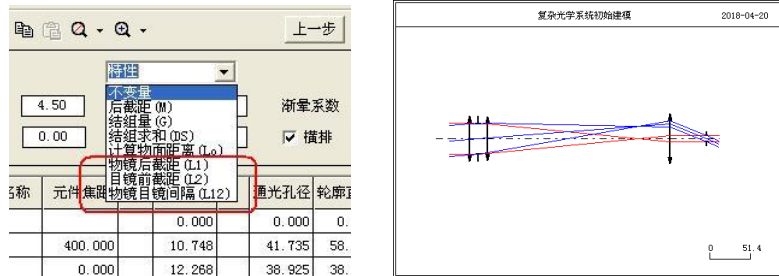 上一步
特性
不变量
4.50
后截距(M)
渐晕系数
结组量(G)
0.00
结组求和(DS)
横排
计算物面距离(Lo)
物镜后截距(L1)
目镜前截距(L2)
名称
元件焦距
物镜目镜间隔(L12)
通光孔径
轮廓直
0.000 0.000 0.
400.000 10.748 41.735 58.
0.000 12.268 38.925 38.
复杂光学系统初始建模 2018-04-20
0 51.4